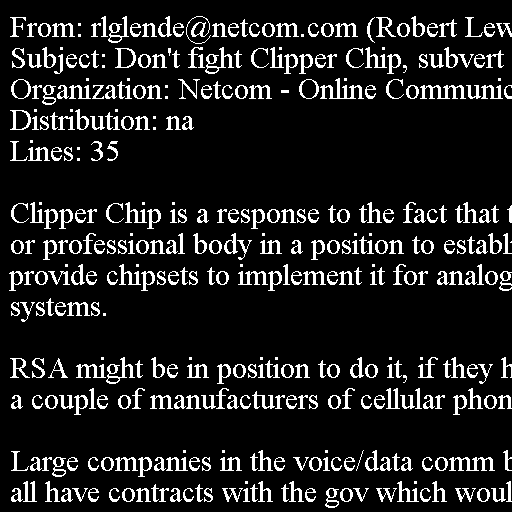 From: rlglende@netcom.com (Robert Lew
Subject: Don't fight Clipper Chip, subvert
Organization: Netcom - Online Communic
Distribution: na
Lines: 35
Clipper Chip is a response to the fact that t
or professional body in a position to establi
provide chipsets to implement it for analog
systems.
RSA might be in position to do it, if they h
a couple of manufacturers of cellular phon
Large companies in the voice/data comm b
all have contracts with the gov which woul